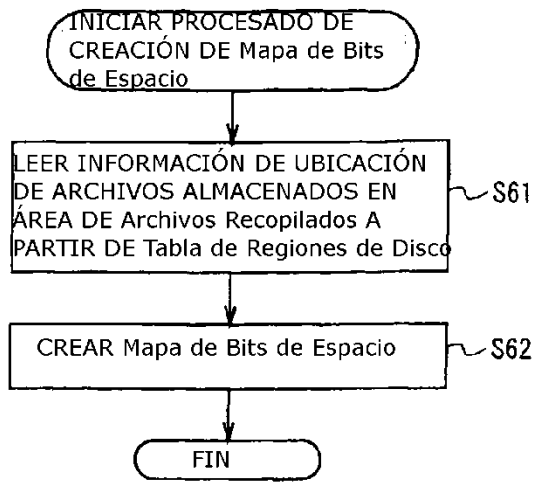 INICIAR PROCESADO DE
CREACIÓN DE Mapa de Bits
de Espacio
LEER INFORMACIÓN DE UBICACIÓN
DE ARCHIVOS ALMACENADOS EN
ÁREA DE Archivos Recopilados A
PARTIR DE Tabla de Regiones de Disco
S61
CREAR Mapa de Bits de Espacio
S62
FIN